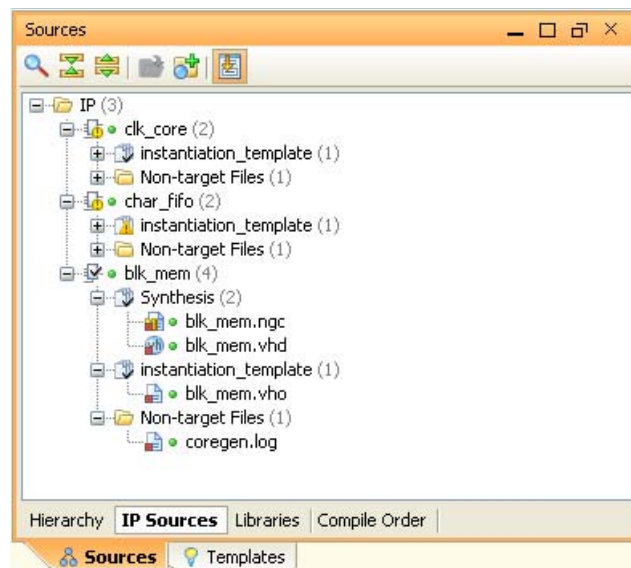 Sources
IP (3)
clk_core (2)
instantiation_template (1)
Non-target Files (1)
char_fifo (2)
instantiation_template (1)
Non-target Files (1)
blk_mem (4)
Synthesis (2)
blk_mem.ngc
blk_mem.vhd
instantiation_template (1)
blk_mem.vho
Non-target Files (1)
coregen.log
Hierarchy IP Sources Libraries Compile Order
Sources Templates